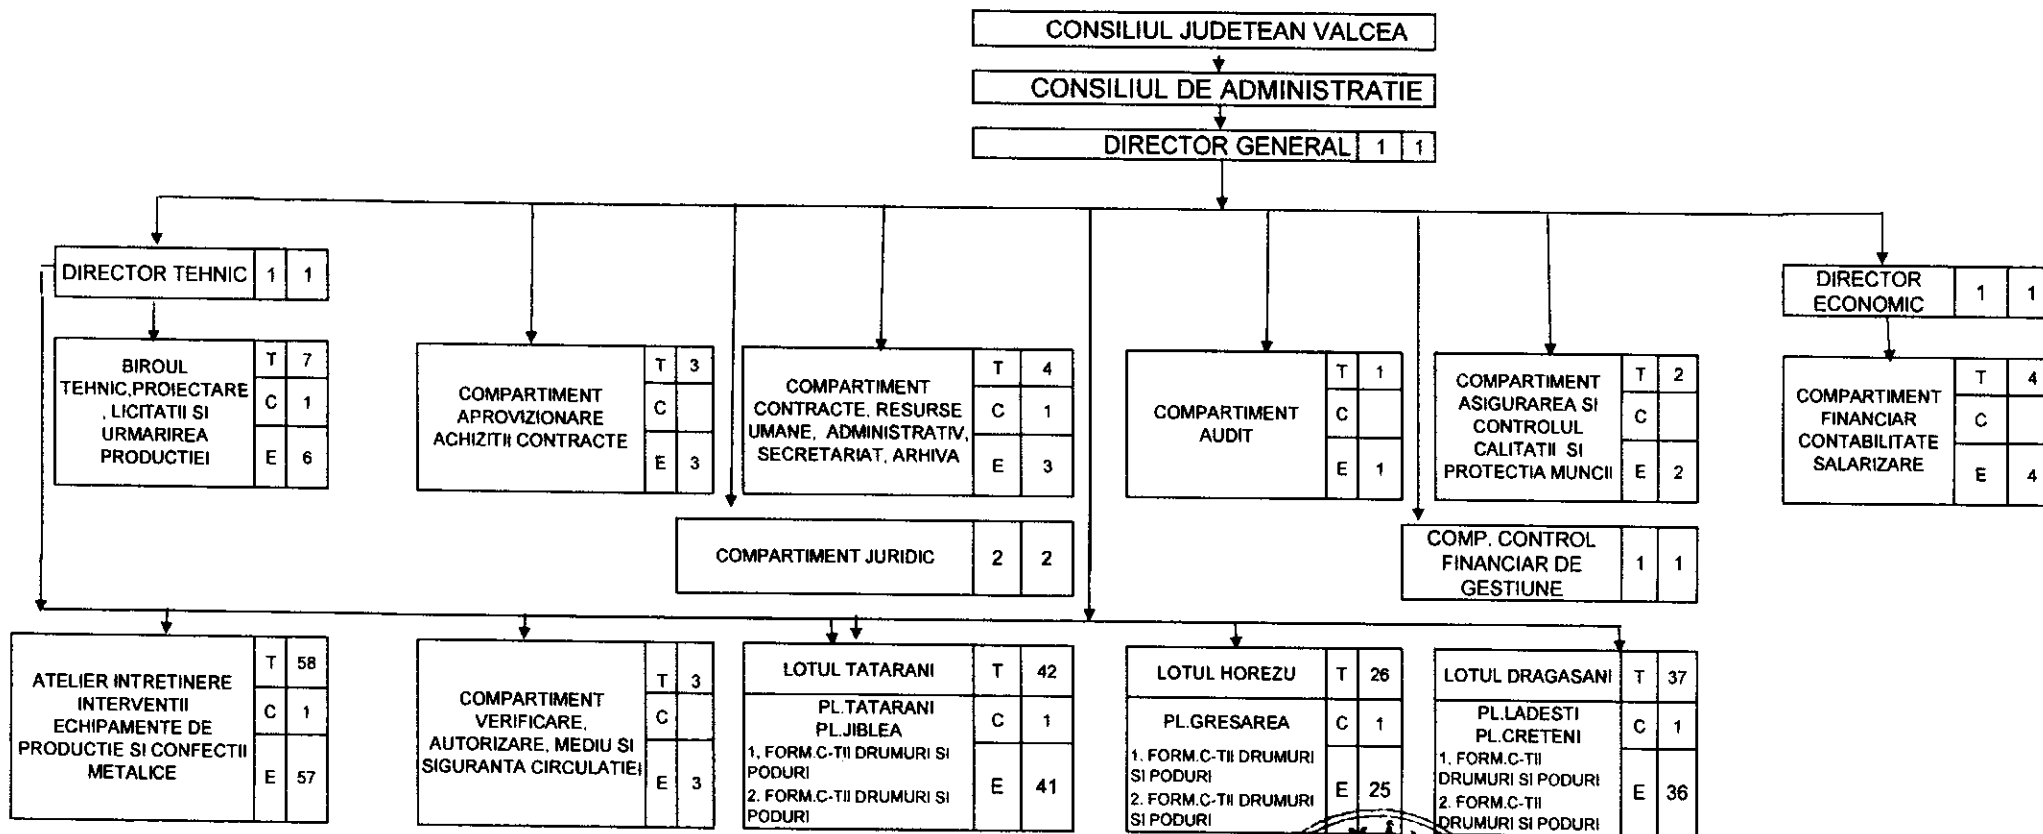 CONSILIUL JUDETEAN VALCEA
CONSILIUL DE ADMINISTRATIE
DIRECTOR GENERAL 1 1
DIRECTOR TEHNIC 1 1
DIRECTOR
ECONOMIC
1 1
BIROUL
TEHNIC,PROIECTARE
, LICITATII SI
URMARIREA
PRODUCTIEI
T 7
C 1
E 6
COMPARTIMENT
APROVIZIONARE
ACHIZITII CONTRACTE
T 3
C
E 3
COMPARTIMENT
CONTRACTE, RESURSE
UMANE, ADMINISTRATIV,
SECRETARIAT, ARHIVA
T 4
C 1
E 3
COMPARTIMENT
AUDIT
T 1
C
E 1
COMPARTIMENT
ASIGURAREA SI
CONTROLUL
CALITATII SI
PROTECTIA MUNCII
T 2
C
E 2
COMPARTIMENT
FINANCIAR
CONTABILITATE
SALARIZARE
T 4
C
E 4
COMPARTIMENT JURIDIC 2 2
COMP. CONTROL
FINANCIAR DE
GESTIUNE
1 1
ATELIER INTRETINERE
INTERVENTII
ECHIPAMENTE DE
PRODUCTIE SI CONFECTII
METALICE
T 58
C 1
E 57
COMPARTIMENT
VERIFICARE,
AUTORIZARE, MEDIU SI
SIGURANTA CIRCULATIEI
T 3
C
E 3
LOTUL TATARANI T 42
PL.TATARANI
PL.JIBLEA
C 1
1, FORM.C-TII DRUMURI SI
PODURI
2. FORM.C-TII DRUMURI SI
PODURI
E 41
LOTUL HOREZU T 26
PL.GRESAREA C 1
1. FORM.C-TII DRUMURI
SI PODURI
2. FORM.C-TII DRUMURI
SI PODURI
E 25
LOTUL DRAGASANI T 37
PL.LADESTI
PL.CRETENI
C 1
1. FORM.C-TII
DRUMURI SI PODURI
2. FORM.C-TII
DRUMURI SI PODURI
E 36